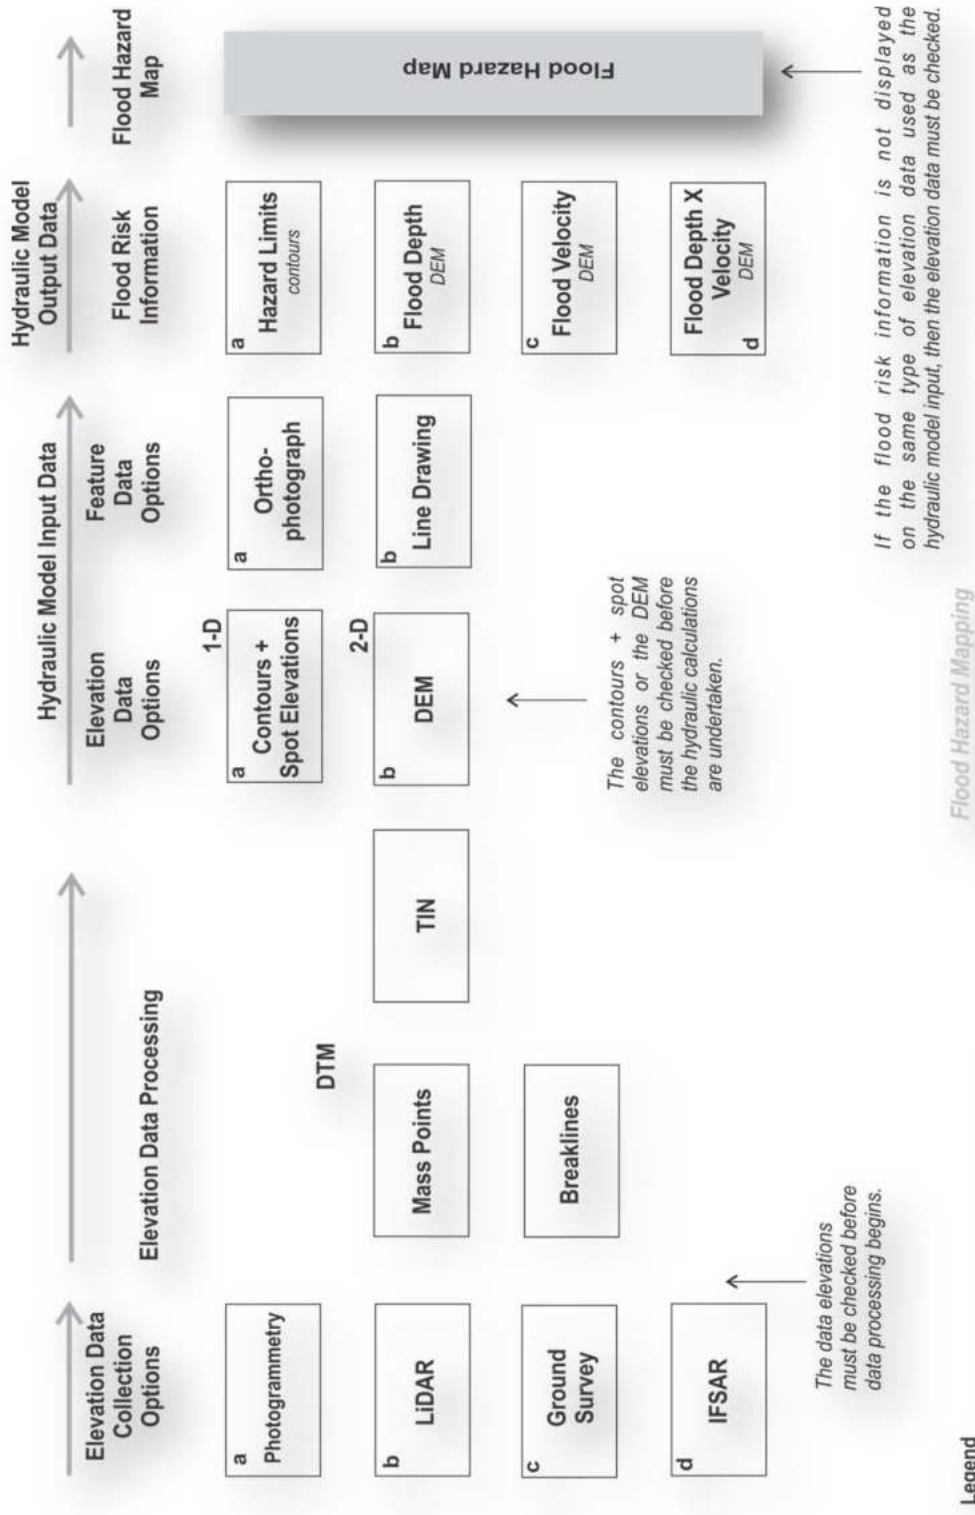 Elevation Data
Collection
Options
a
Photogrammetry
b
LiDAR
c
Ground
Survey
d
IFSAR
The data elevations
must be checked before
data processing begins.
Elevation Data Processing
DTM
Mass Points
Breaklines
TIN
Hydraulic Model Input Data
Elevation
Data
Options
1-D
a
Contours +
Spot Elevations
2-D
b
DEM
The contours + spot
elevations or the DEM
must be checked before
the hydraulic calculations
are undertaken.
Feature
Data
Options
a
Ortho-
photograph
b
Line Drawing
Hydraulic Model
Output Data
Flood Risk
Information
a
Hazard Limits
contours
b
Flood Depth
DEM
c
Flood Velocity
DEM
d
Flood Depth X
Velocity
DEM
Flood Hazard
Map
Flood Hazard Map
If the flood risk information is not displayed
on the same type of elevation data used as the
hydraulic model input, then the elevation data must be checked.
Flood Hazard Mapping
Legend